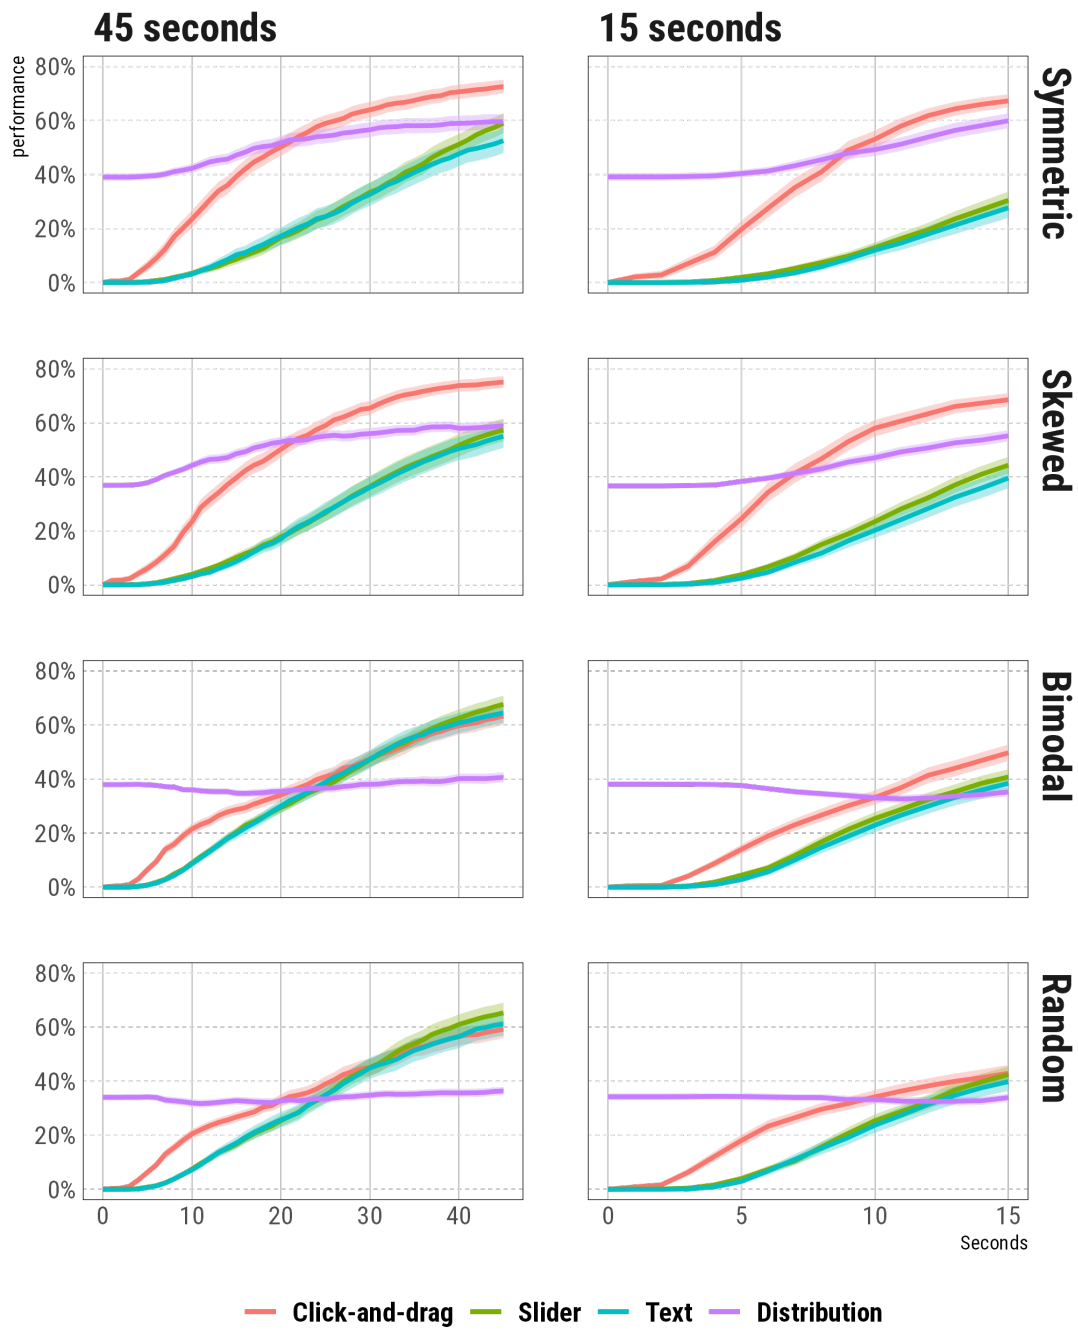 45 seconds
15 seconds
performance
80%
60%
40%
20%
0%
Symmetric
80%
60%
40%
20%
0%
Skewed
80%
60%
40%
20%
0%
Bimodal
80%
60%
40%
20%
0%
Random
0 10 20 30 40
0 5 10 15
Seconds
Click-and-drag Slider Text Distribution